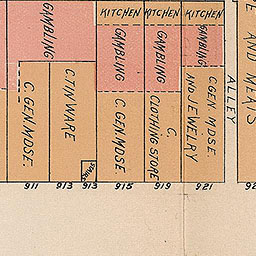 KITCHEN KITCHEN KITCHEN
GAMBLING
GAMBLING
GAMBLING
GAMBLING
E AND MEATS
C. GEN. MDSE.
C. TIN WARE
C. GEN. MDSE
C.
CLOTHING STORE
C. GEN. MDSE.
AND JEWELRY
ALLEY
911 913 913 915 919 921 92